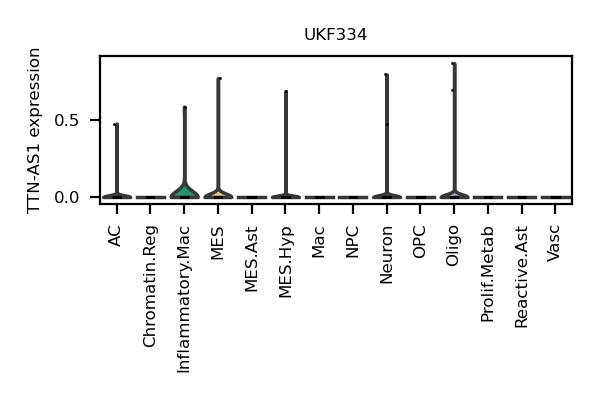 UKF334
TTN-AS1 expression
0.5
0.0
AC
Chromatin.Reg
Inflammatory.Mac
MES
MES.Ast
MES.Hyp
Mac
NPC
Neuron
OPC
Oligo
Prolif.Metab
Reactive.Ast
Vasc